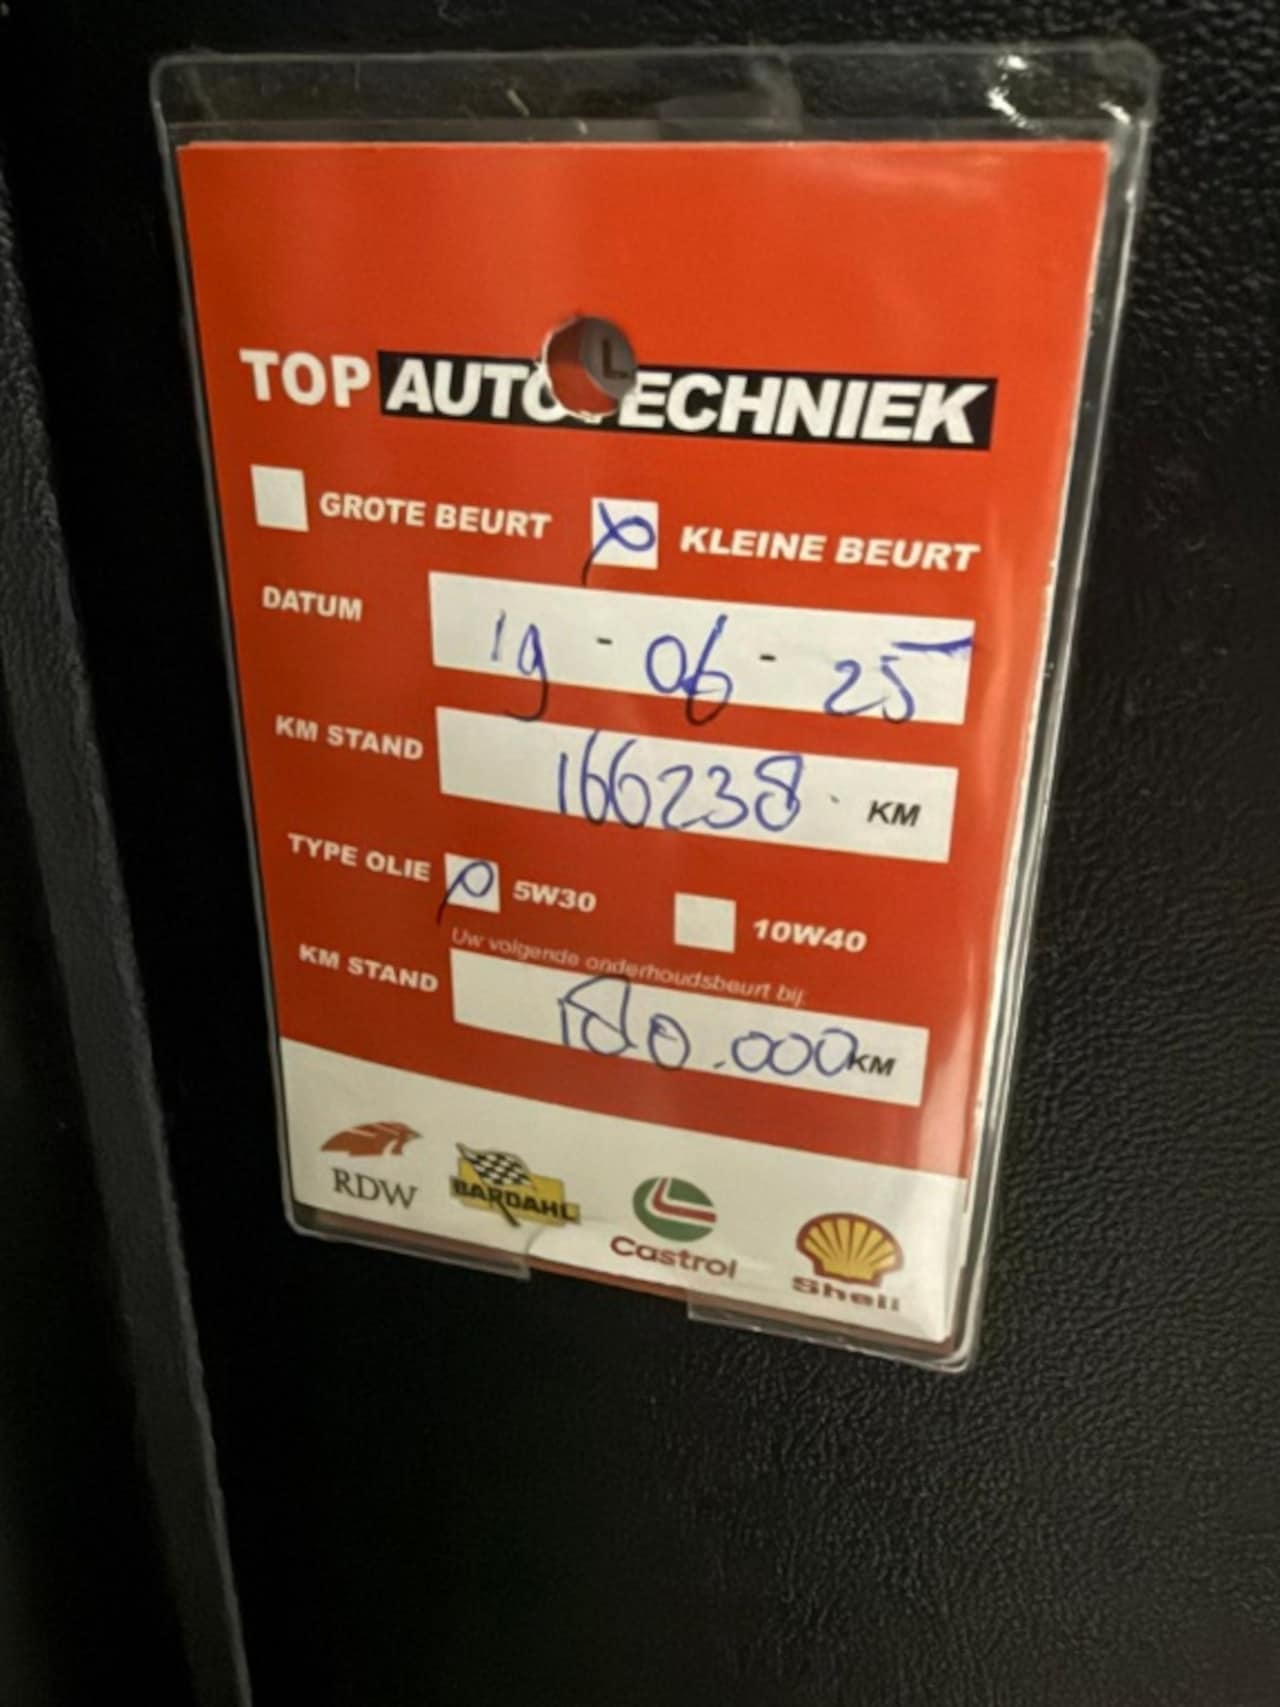 TOP AUTOTECHNIEK
GROTE BEURT KLEINE BEURT
DATUM 19 - 06 - 25
KM STAND 166238 KM
TYPE OLIE 5W30 10W40
Uw volgende onderhoudsbeurt bij:
KM STAND 180.000 KM
RDW BARDAHL Castrol Shell